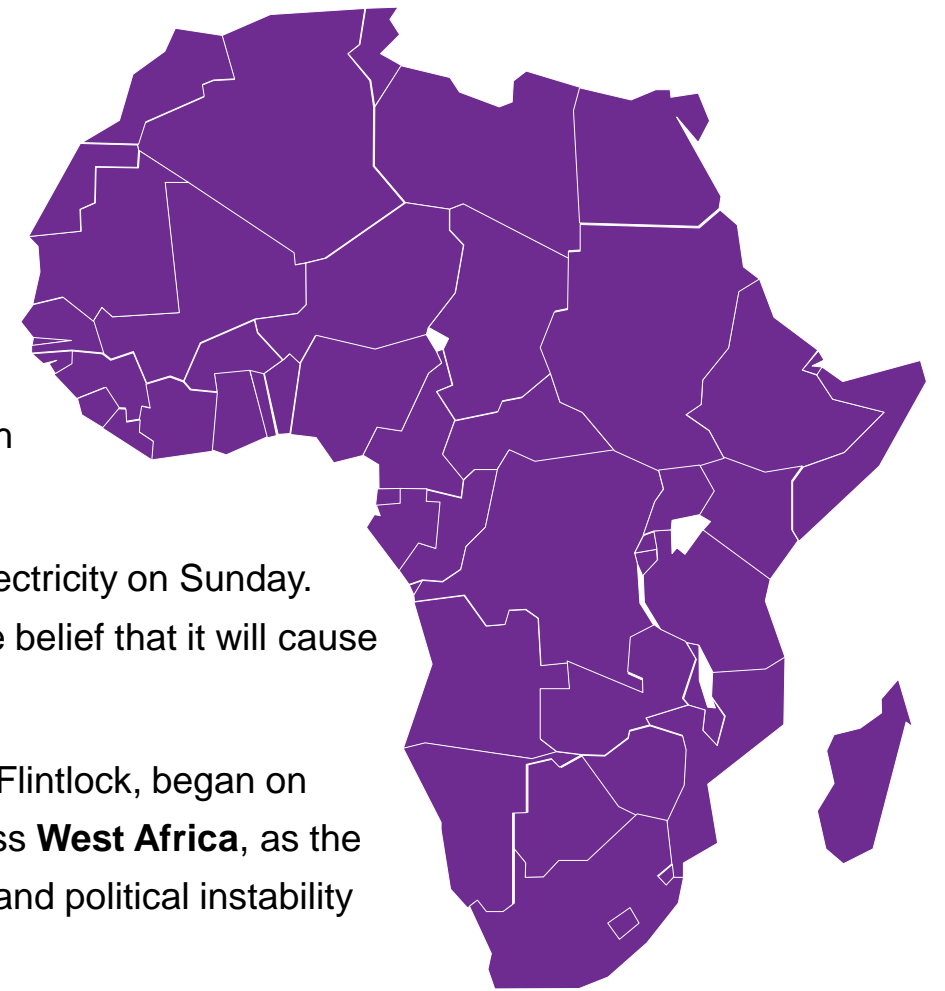 n
ectricity on Sunday.
e belief that it will cause
Flintlock, began on
ss West Africa, as the
and political instability